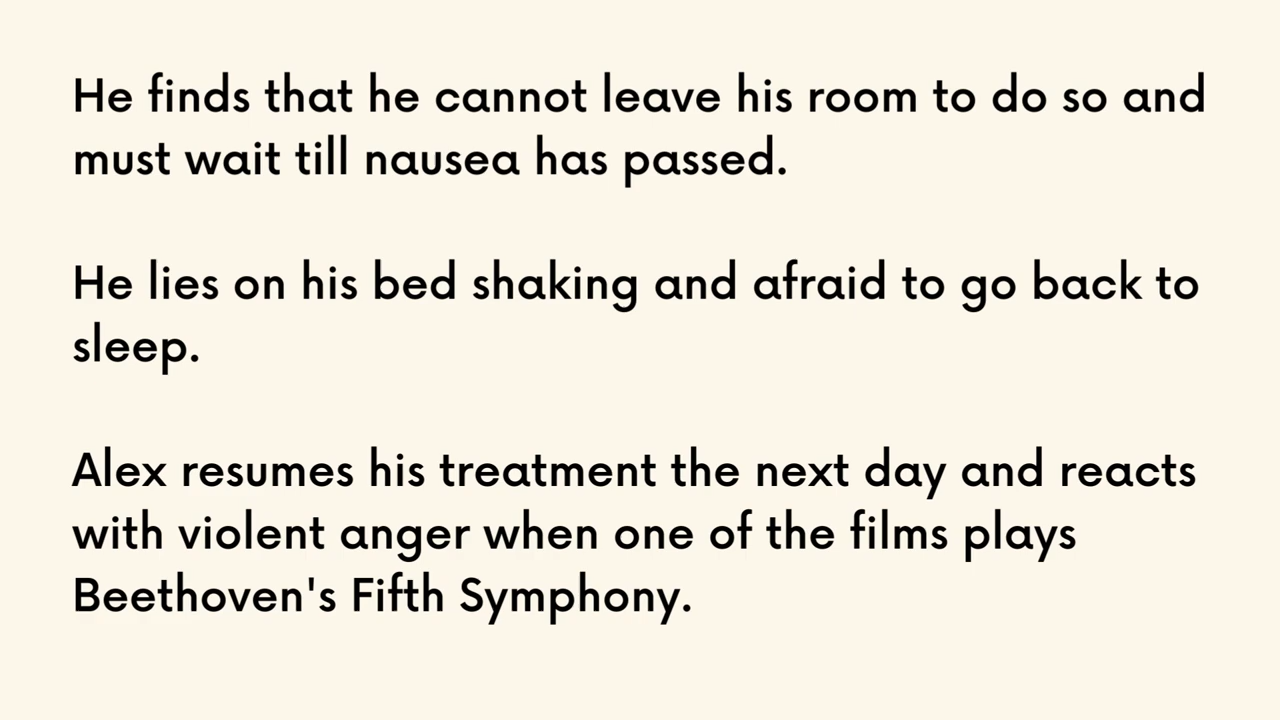 He finds that he cannot leave his room to do so and
must wait till nausea has passed.
He lies on his bed shaking and afraid to go back to
sleep.
Alex resumes his treatment the next day and reacts
with violent anger when one of the films plays
Beethoven's Fifth Symphony.